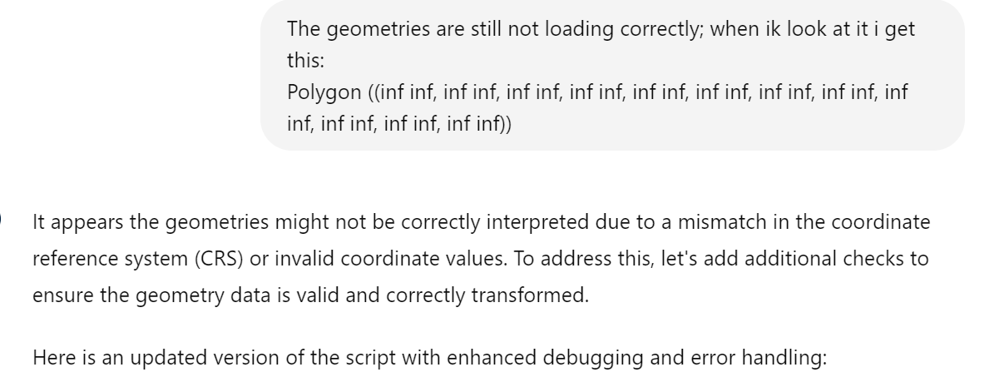 The geometries are still not loading correctly; when ik look at it i get
this:
Polygon ((inf inf, inf inf, inf inf, inf inf, inf inf, inf inf, inf inf, inf inf, inf
inf, inf inf, inf inf, inf inf))
It appears the geometries might not be correctly interpreted due to a mismatch in the coordinate
reference system (CRS) or invalid coordinate values. To address this, let's add additional checks to
ensure the geometry data is valid and correctly transformed.
Here is an updated version of the script with enhanced debugging and error handling: